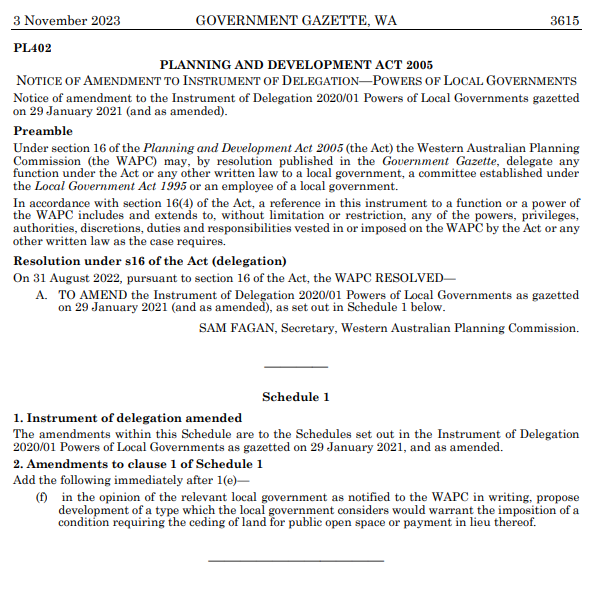 3 November 2023 GOVERNMENT GAZETTE, WA 3615
PL402
PLANNING AND DEVELOPMENT ACT 2005
NOTICE OF AMENDMENT TO INSTRUMENT OF DELEGATION—POWERS OF LOCAL GOVERNMENTS
Notice of amendment to the Instrument of Delegation 2020/01 Powers of Local Governments gazetted
on 29 January 2021 (and as amended).
Preamble
Under section 16 of the Planning and Development Act 2005 (the Act) the Western Australian Planning
Commission (the WAPC) may, by resolution published in the Government Gazette, delegate any
function under the Act or any other written law to a local government, a committee established under
the Local Government Act 1995 or an employee of a local government.
In accordance with section 16(4) of the Act, a reference in this instrument to a function or a power of
the WAPC includes and extends to, without limitation or restriction, any of the powers, privileges,
authorities, discretions, duties and responsibilities vested in or imposed on the WAPC by the Act or any
other written law as the case requires.
Resolution under s16 of the Act (delegation)
On 31 August 2022, pursuant to section 16 of the Act, the WAPC RESOLVED—
A. TO AMEND the Instrument of Delegation 2020/01 Powers of Local Governments as gazetted
on 29 January 2021 (and as amended), as set out in Schedule 1 below.
SAM FAGAN, Secretary, Western Australian Planning Commission.
Schedule 1
1. Instrument of delegation amended
The amendments within this Schedule are to the Schedules set out in the Instrument of Delegation
2020/01 Powers of Local Governments as gazetted on 29 January 2021, and as amended.
2. Amendments to clause 1 of Schedule 1
Add the following immediately after 1(e)—
(f) in the opinion of the relevant local government as notified to the WAPC in writing, propose
development of a type which the local government considers would warrant the imposition of a
condition requiring the ceding of land for public open space or payment in lieu thereof.